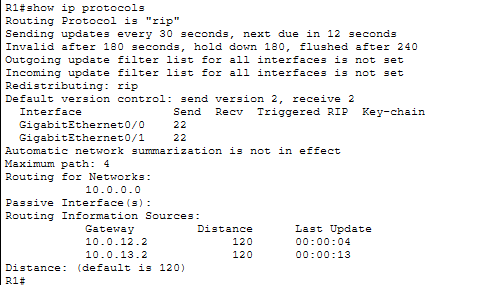 R1#show ip protocols
Routing Protocol is "rip"
Sending updates every 30 seconds, next due in 12 seconds
Invalid after 180 seconds, hold down 180, flushed after 240
Outgoing update filter list for all interfaces is not set
Incoming update filter list for all interfaces is not set
Redistributing: rip
Default version control: send version 2, receive 2
  Interface             Send  Recv  Triggered RIP  Key-chain
  GigabitEthernet0/0    22
  GigabitEthernet0/1    22
Automatic network summarization is not in effect
Maximum path: 4
Routing for Networks:
            10.0.0.0
Passive Interface(s):
Routing Information Sources:
            Gateway         Distance      Last Update
            10.0.12.2            120      00:00:04
            10.0.13.2            120      00:00:13
Distance: (default is 120)
R1#